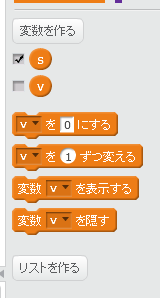 変数を作る
s
v
v を 0 にする
v を 1 ずつ変える
変数 v を表示する
変数 v を隠す
リストを作る